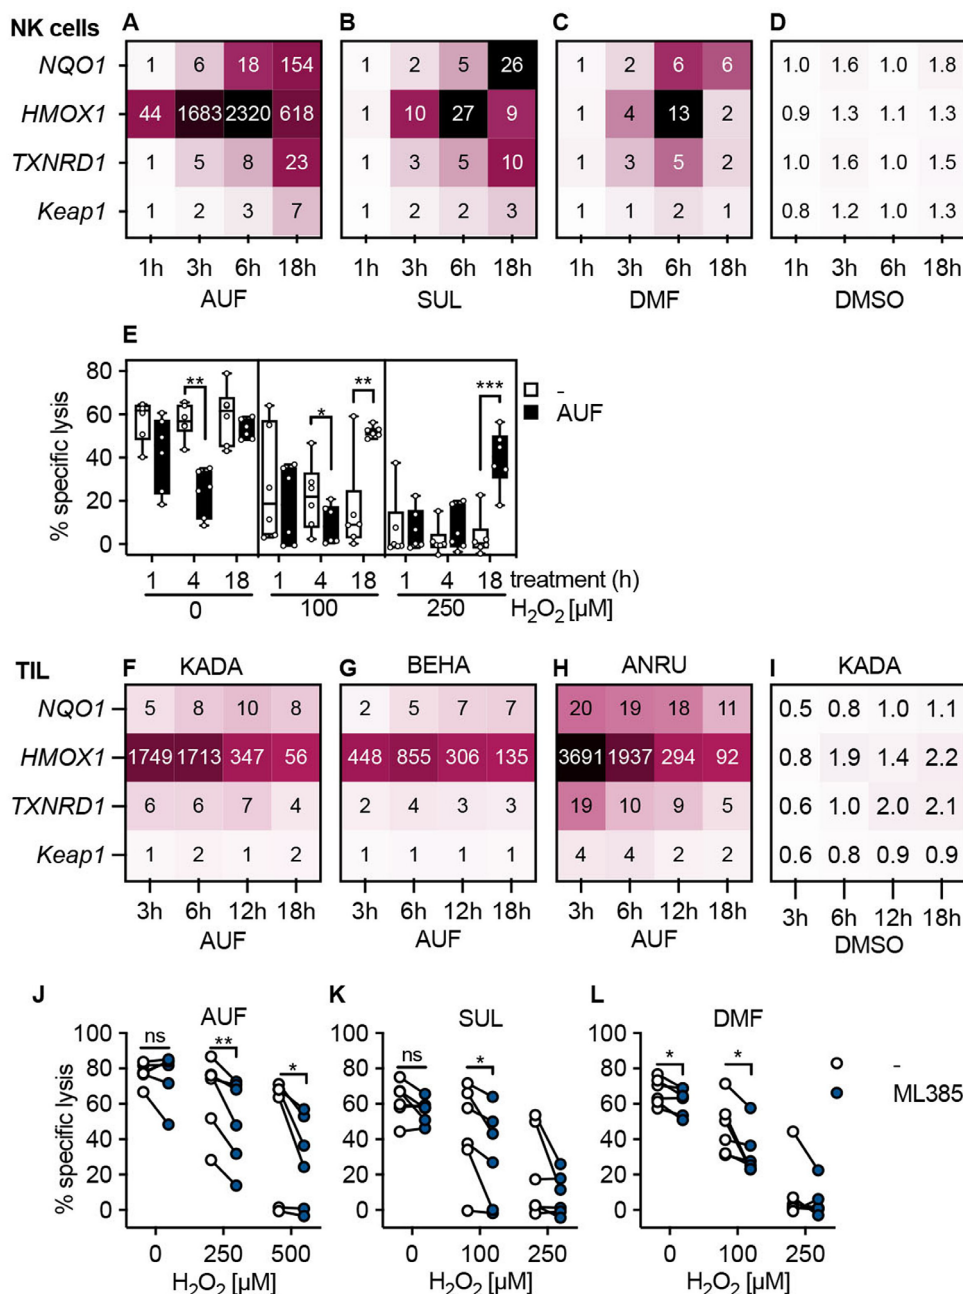 NK cells
A B C D
NQO1 1 6 18 154 1 2 5 26 1 2 6 6 1.0 1.6 1.0 1.8
HMOX1 44 1683 2320 618 1 10 27 9 1 4 13 2 0.9 1.3 1.1 1.3
TXNRD1 1 5 8 23 1 3 5 10 1 3 5 2 1.0 1.6 1.0 1.5
Keap1 1 2 3 7 1 2 2 3 1 1 2 1 0.8 1.2 1.0 1.3
1h 3h 6h 18h 1h 3h 6h 18h 1h 3h 6h 18h 1h 3h 6h 18h
AUF SUL DMF DMSO
E
% specific lysis
80
60
40
20
0
** * ** ***
-
AUF
1 4 18 1 4 18 1 4 18 treatment (h)
0 100 250 H₂O₂ [µM]
TIL
F KADA G BEHA H ANRU I KADA
NQO1 5 8 10 8 2 5 7 7 20 19 18 11 0.5 0.8 1.0 1.1
HMOX1 1749 1713 347 56 448 855 306 135 3691 1937 294 92 0.8 1.9 1.4 2.2
TXNRD1 6 6 7 4 2 4 3 3 19 10 9 5 0.6 1.0 2.0 2.1
Keap1 1 2 1 2 1 1 1 1 4 4 2 2 0.6 0.8 0.9 0.9
3h 6h 12h 18h 3h 6h 12h 18h 3h 6h 12h 18h 3h 6h 12h 18h
AUF AUF AUF DMSO
J AUF
% specific lysis
100
80
60
40
20
0
ns ** *
0 250 500
H₂O₂ [µM]
K SUL
100
80
60
40
20
0
ns *
0 100 250
H₂O₂ [µM]
L DMF
100
80
60
40
20
0
* *
0 100 250
H₂O₂ [µM]
-
ML385